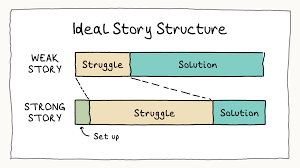 Ideal Story Structure
WEAK
STORY
Struggle
Solution
STRONG
STORY
Struggle
Solution
Set up